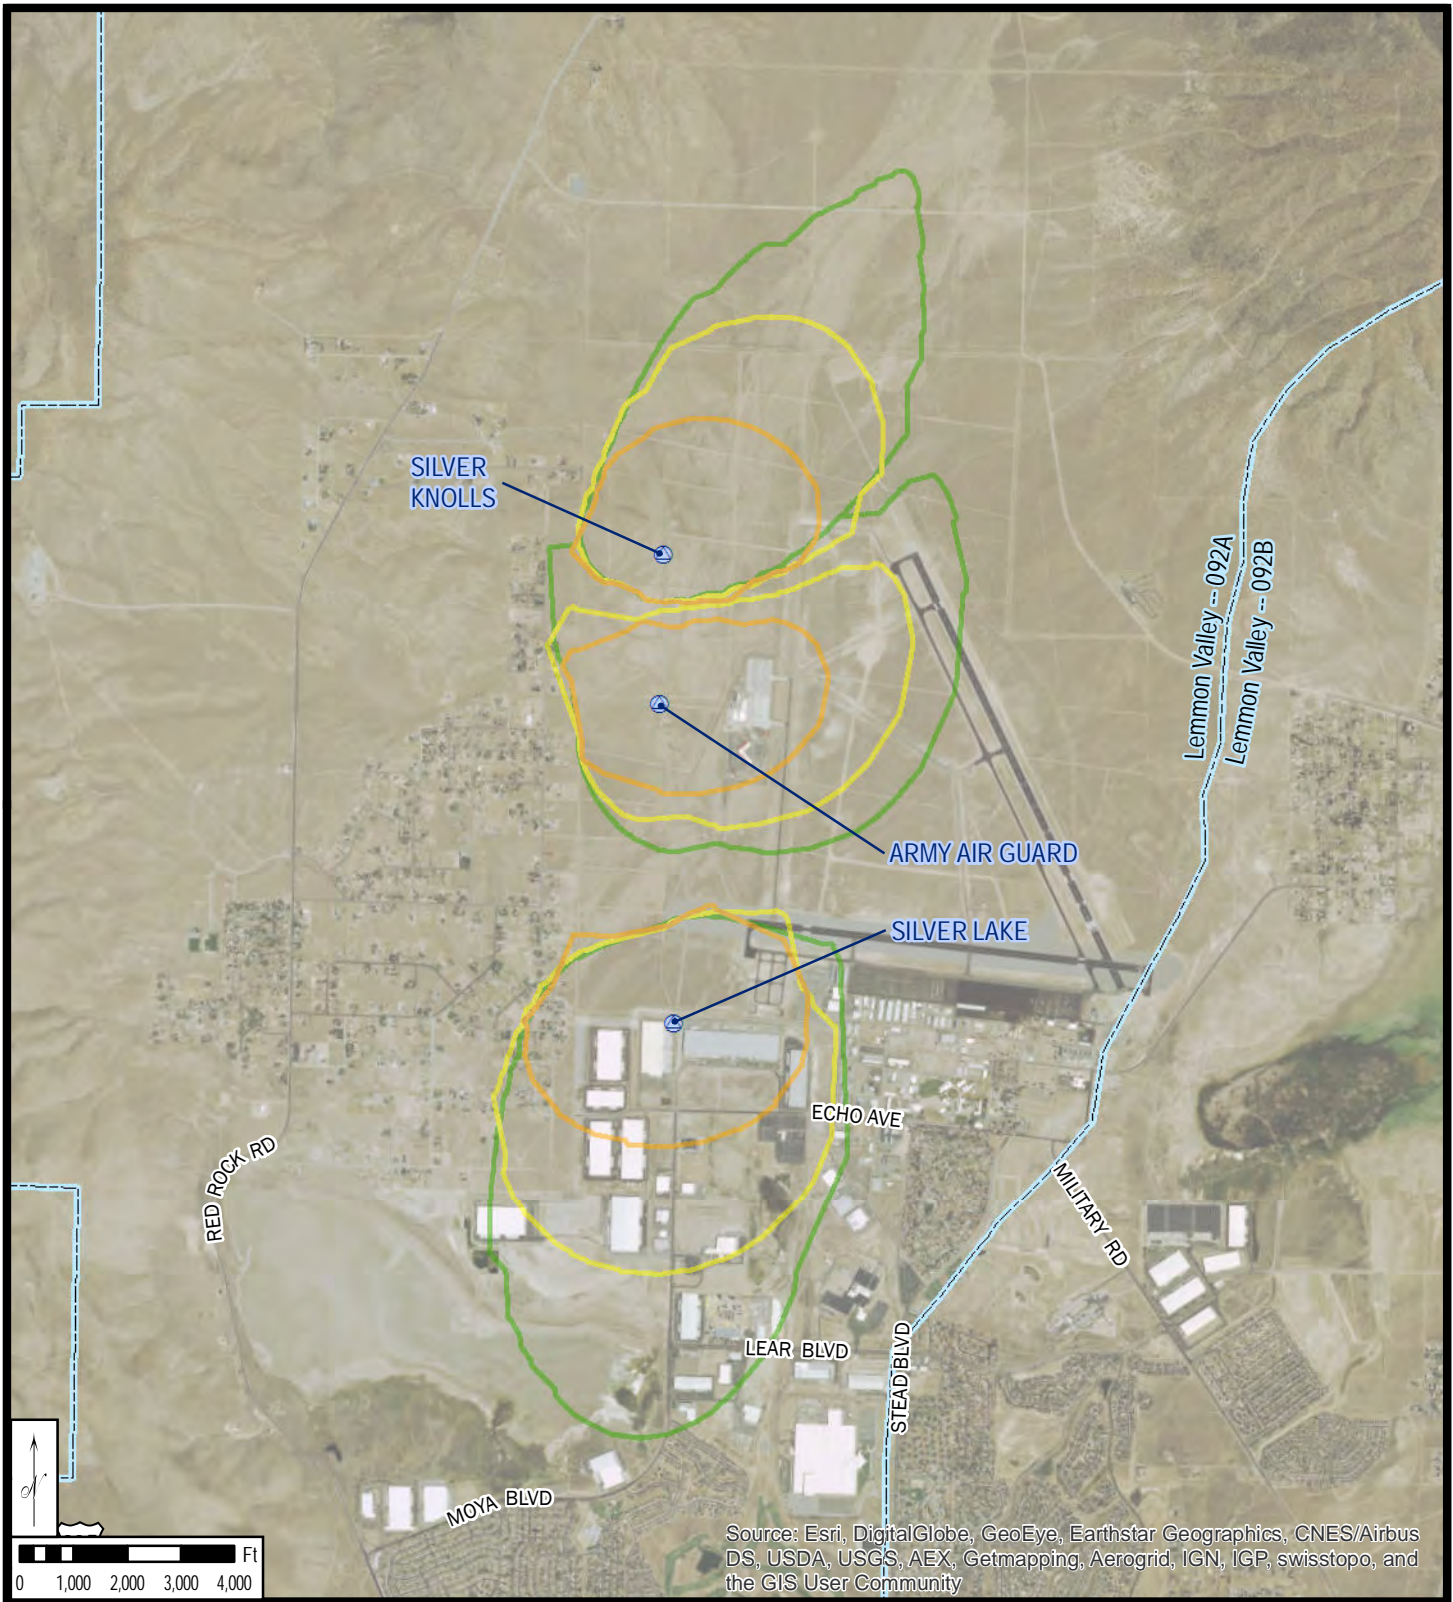 SILVER
KNOLLS
Lemmon Valley -- 092A
Lemmon Valley -- 092B
ARMY AIR GUARD
SILVER LAKE
ECHO AVE
RED ROCK RD
MILITARY RD
LEAR BLVD
STEAD BLVD
MOYA BLVD
N
Ft
0 1,000 2,000 3,000 4,000
Source: Esri, DigitalGlobe, GeoEye, Earthstar Geographics, CNES/Airbus
DS, USDA, USGS, AEX, Getmapping, Aerogrid, IGN, IGP, swisstopo, and
the GIS User Community